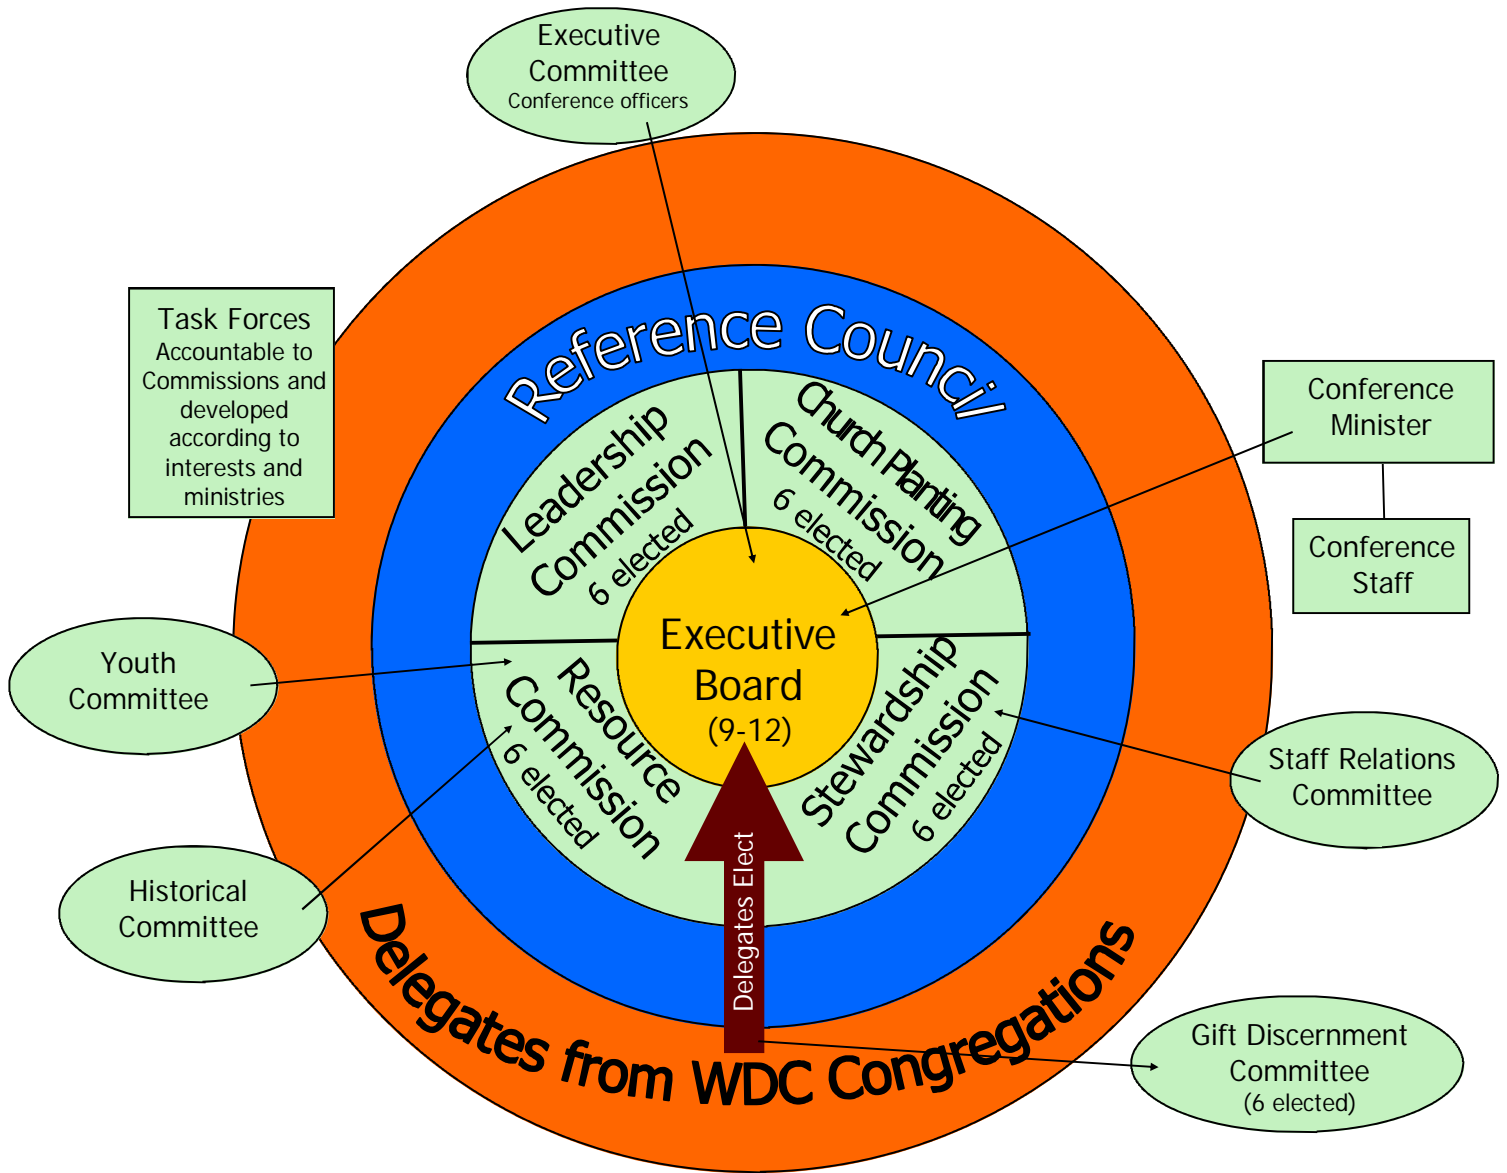 Executive
Committee
Conference officers
Reference Council
Task Forces
Accountable to
Commissions and
developed
according to
interests and
ministries
Conference
Minister
Conference
Staff
Leadership
Commission
6 elected
Church Planting
Commission
6 elected
Executive
Board
(9-12)
Youth
Committee
Resource
Commission
6 elected
Stewardship
Commission
6 elected
Staff Relations
Committee
Historical
Committee
Delegates Elect
Delegates from WDC Congregations
Gift Discernment
Committee
(6 elected)